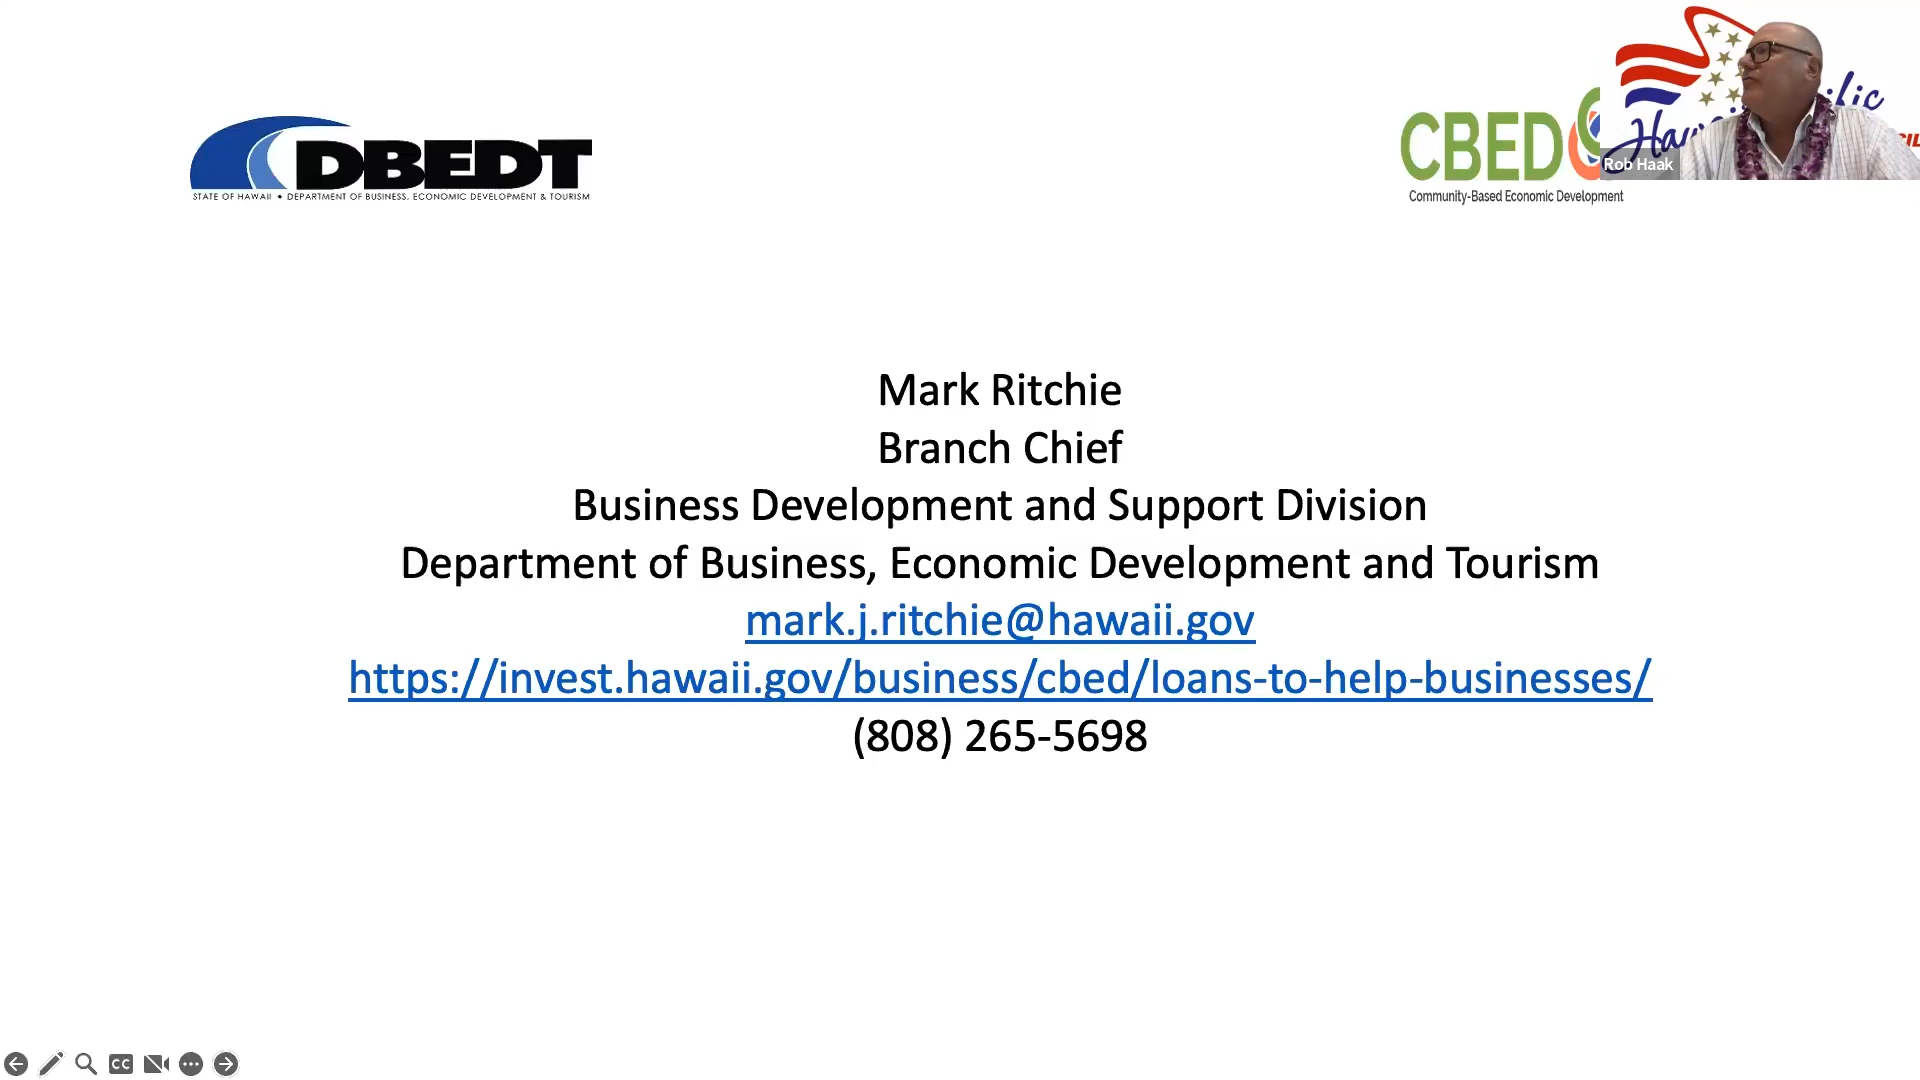 DBEDT
STATE OF HAWAII • DEPARTMENT OF BUSINESS, ECONOMIC DEVELOPMENT & TOURISM
CBED
Community-Based Economic Development
Rob Haak
Mark Ritchie
Branch Chief
Business Development and Support Division
Department of Business, Economic Development and Tourism
mark.j.ritchie@hawaii.gov
https://invest.hawaii.gov/business/cbed/loans-to-help-businesses/
(808) 265-5698
CC